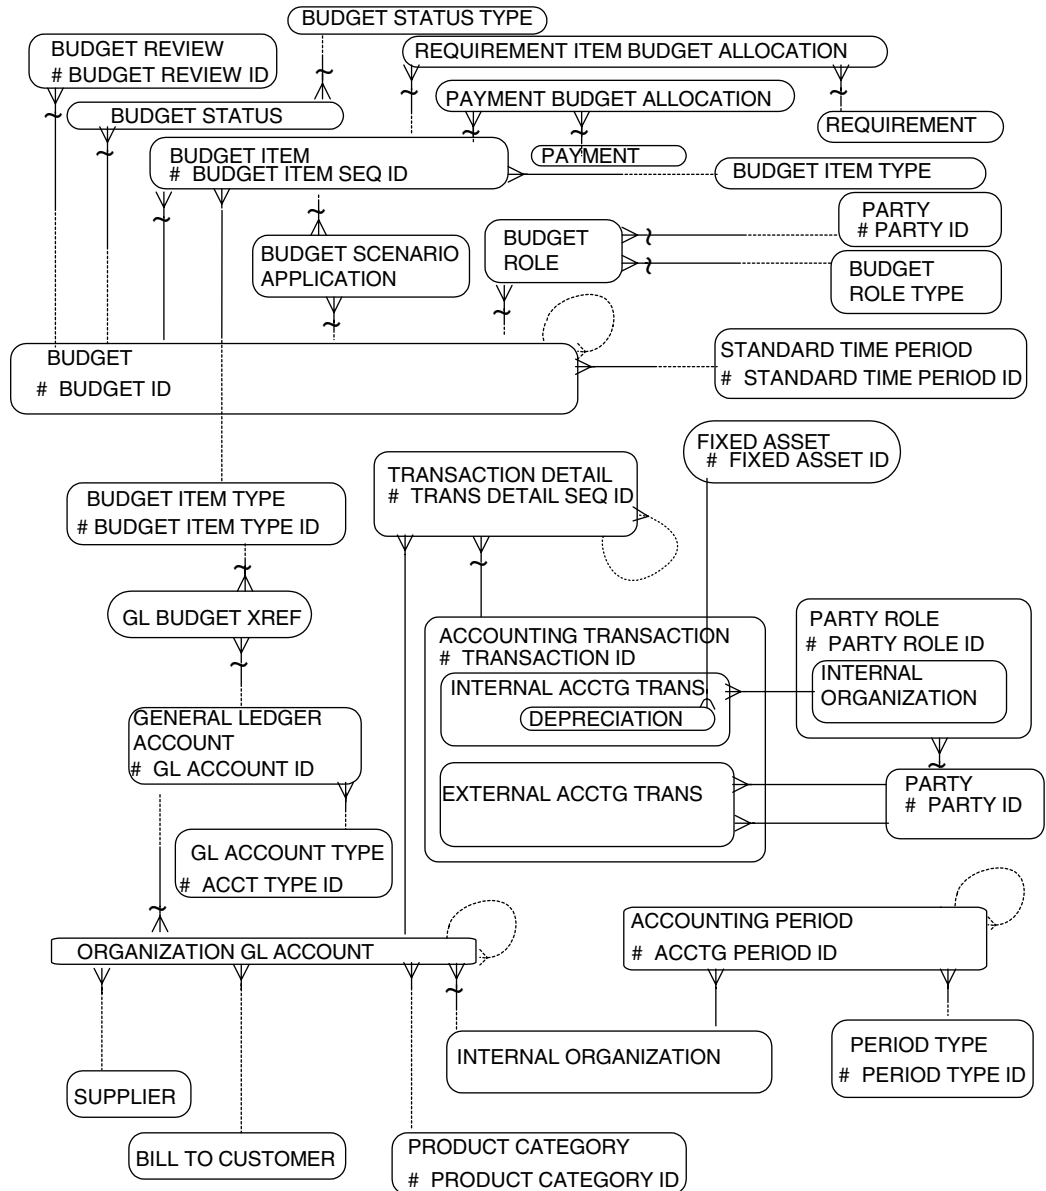 BUDGET STATUS TYPE
BUDGET REVIEW
# BUDGET REVIEW ID
REQUIREMENT ITEM BUDGET ALLOCATION
PAYMENT BUDGET ALLOCATION
BUDGET STATUS
REQUIREMENT
BUDGET ITEM
# BUDGET ITEM SEQ ID
PAYMENT
BUDGET ITEM TYPE
PARTY
# PARTY ID
BUDGET SCENARIO
APPLICATION
BUDGET
ROLE
BUDGET
ROLE TYPE
BUDGET
# BUDGET ID
STANDARD TIME PERIOD
# STANDARD TIME PERIOD ID
FIXED ASSET
# FIXED ASSET ID
TRANSACTION DETAIL
# TRANS DETAIL SEQ ID
BUDGET ITEM TYPE
# BUDGET ITEM TYPE ID
GL BUDGET XREF
ACCOUNTING TRANSACTION
# TRANSACTION ID
INTERNAL ACCTG TRANS
DEPRECIATION
PARTY ROLE
# PARTY ROLE ID
INTERNAL
ORGANIZATION
GENERAL LEDGER
ACCOUNT
# GL ACCOUNT ID
EXTERNAL ACCTG TRANS
PARTY
# PARTY ID
GL ACCOUNT TYPE
# ACCT TYPE ID
ORGANIZATION GL ACCOUNT
ACCOUNTING PERIOD
# ACCTG PERIOD ID
INTERNAL ORGANIZATION
PERIOD TYPE
# PERIOD TYPE ID
SUPPLIER
BILL TO CUSTOMER
PRODUCT CATEGORY
# PRODUCT CATEGORY ID